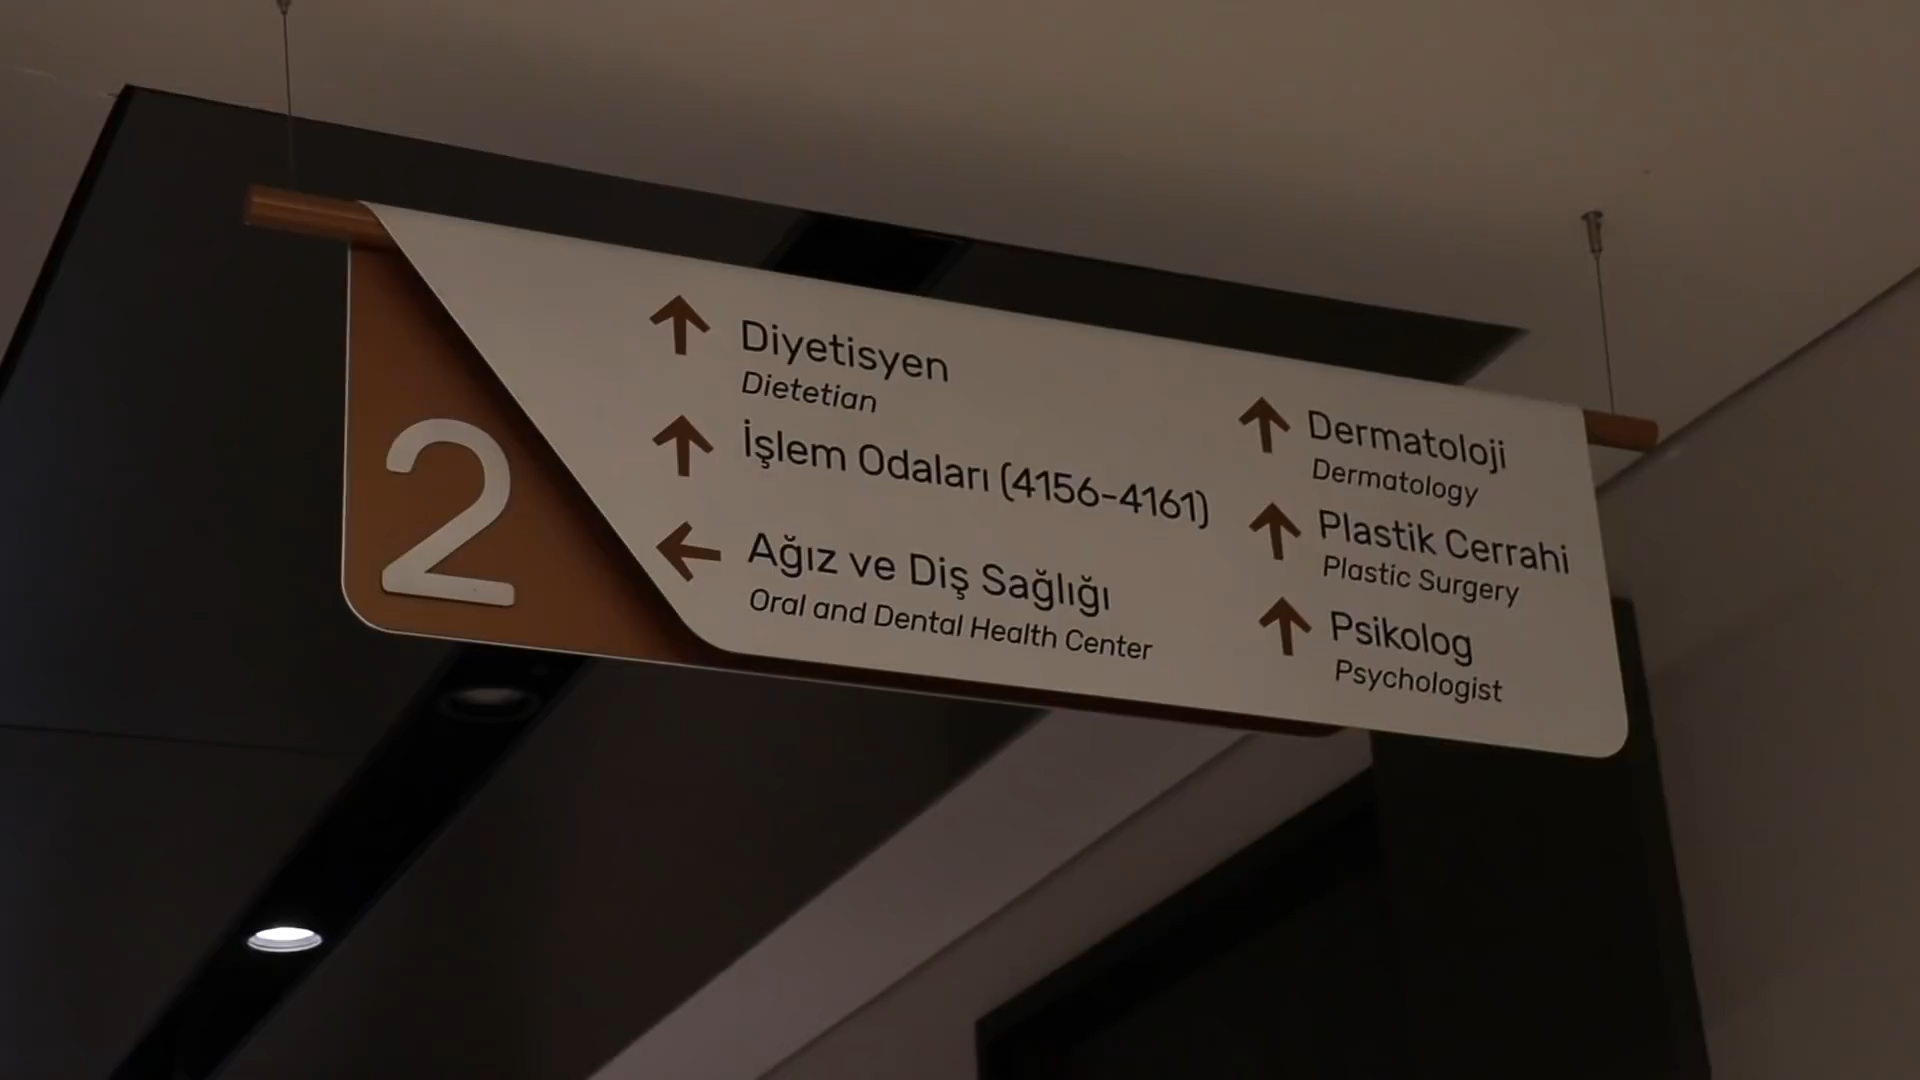 2
Diyetisyen
Dietetian
İşlem Odaları (4156-4161)
Ağız ve Diş Sağlığı
Oral and Dental Health Center
Dermatoloji
Dermatology
Plastik Cerrahi
Plastic Surgery
Psikolog
Psychologist